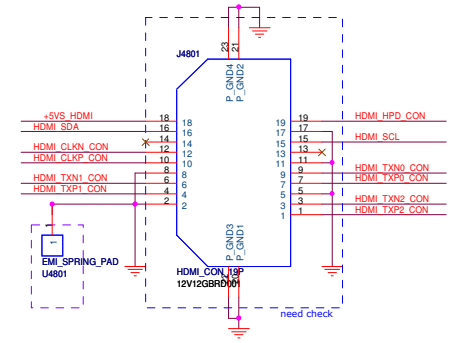 J4801
23
21
P_GND4
P_GND2
+5VS_HDMI 18 18 19 19 HDMI_HPD_CON
HDMI_SDA 16 16 17 17
14 14 15 15 HDMI_SCL
HDMI_CLKN_CON 12 12 13 13
HDMI_CLKP_CON 10 10 11 11
8 8 9 9 HDMI_TXN0_CON
HDMI_TXN1_CON 6 6 7 7 HDMI_TXP0_CON
HDMI_TXP1_CON 4 4 5 5
2 2 3 3 HDMI_TXN2_CON
1 1 HDMI_TXP2_CON
P_GND3
P_GND1
1
1
EMI_SPRING_PAD
U4801
HDMI_CON_19P
12V12GBRD001
need check